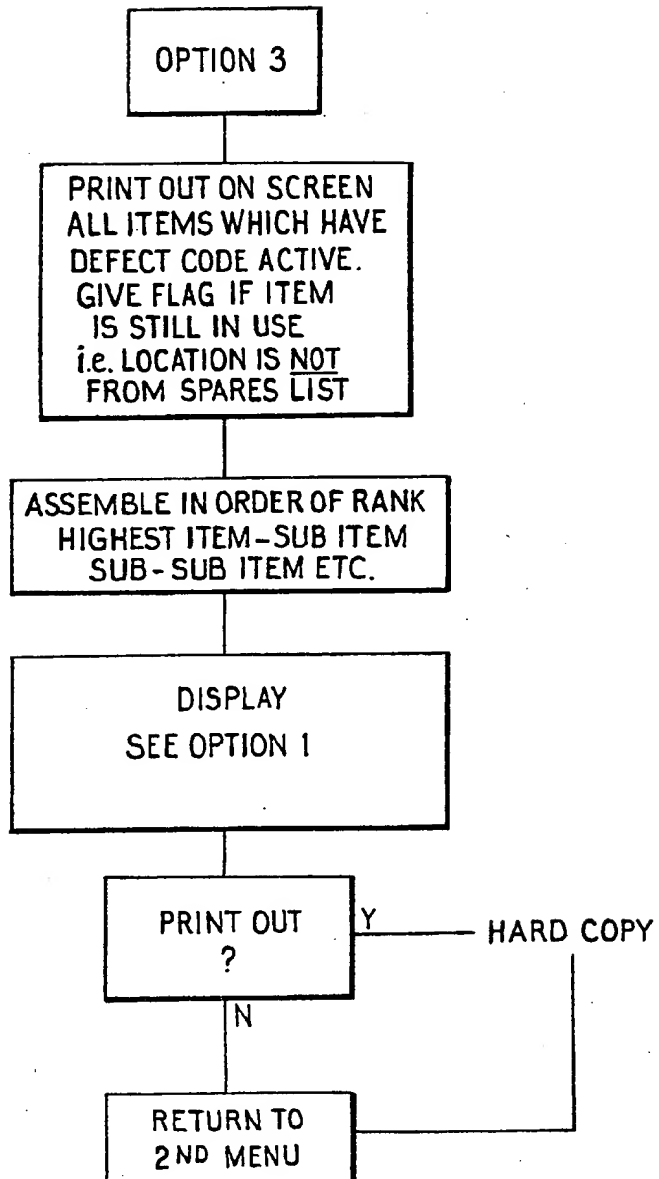 OPTION 3
PRINT OUT ON SCREEN
ALL ITEMS WHICH HAVE
DEFECT CODE ACTIVE.
GIVE FLAG IF ITEM
IS STILL IN USE
i.e. LOCATION IS NOT
FROM SPARES LIST
ASSEMBLE IN ORDER OF RANK
HIGHEST ITEM-SUB ITEM
SUB-SUB ITEM ETC.
DISPLAY
SEE OPTION 1
PRINT OUT
?
Y
HARD COPY
N
RETURN TO
2ND MENU